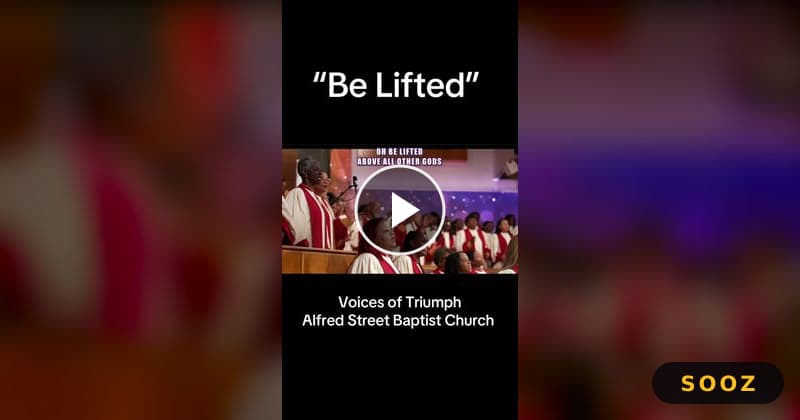 “Be Lifted”
OH BE LIFTED
ABOVE ALL OTHER GODS
Voices of Triumph
Alfred Street Baptist Church
SOOZ